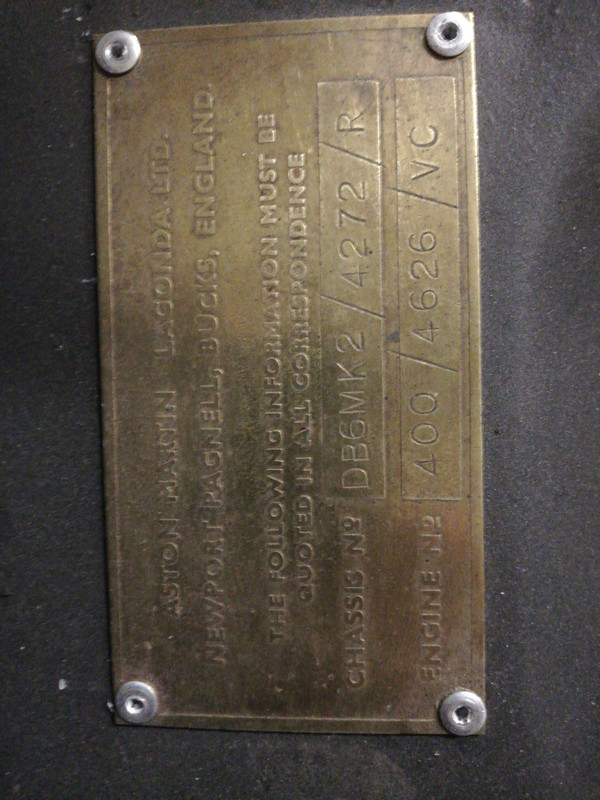 ASTON MARTIN LAGONDA LTD.
NEWPORT PAGNELL, BUCKS, ENGLAND.
THE FOLLOWING INFORMATION MUST BE
QUOTED IN ALL CORRESPONDENCE
CHASSIS Nº DB6MK2/4272/R
ENGINE Nº 400/4626/VC